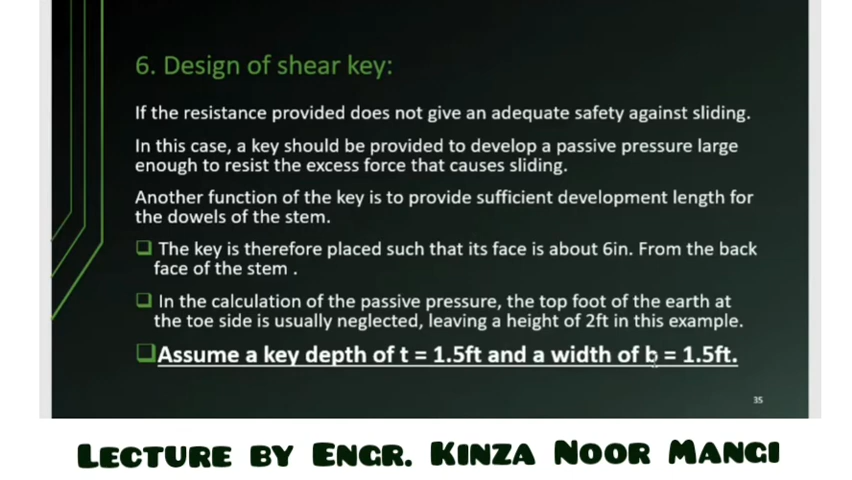 6. Design of shear key:
If the resistance provided does not give an adequate safety against sliding.
In this case, a key should be provided to develop a passive pressure large
enough to resist the excess force that causes sliding.
Another function of the key is to provide sufficient development length for
the dowels of the stem.
The key is therefore placed such that its face is about 6in. From the back
face of the stem .
In the calculation of the passive pressure, the top foot of the earth at
the toe side is usually neglected, leaving a height of 2ft in this example.
Assume a key depth of t = 1.5ft and a width of b = 1.5ft.
35
Lecture by Engr. Kinza Noor Mangi